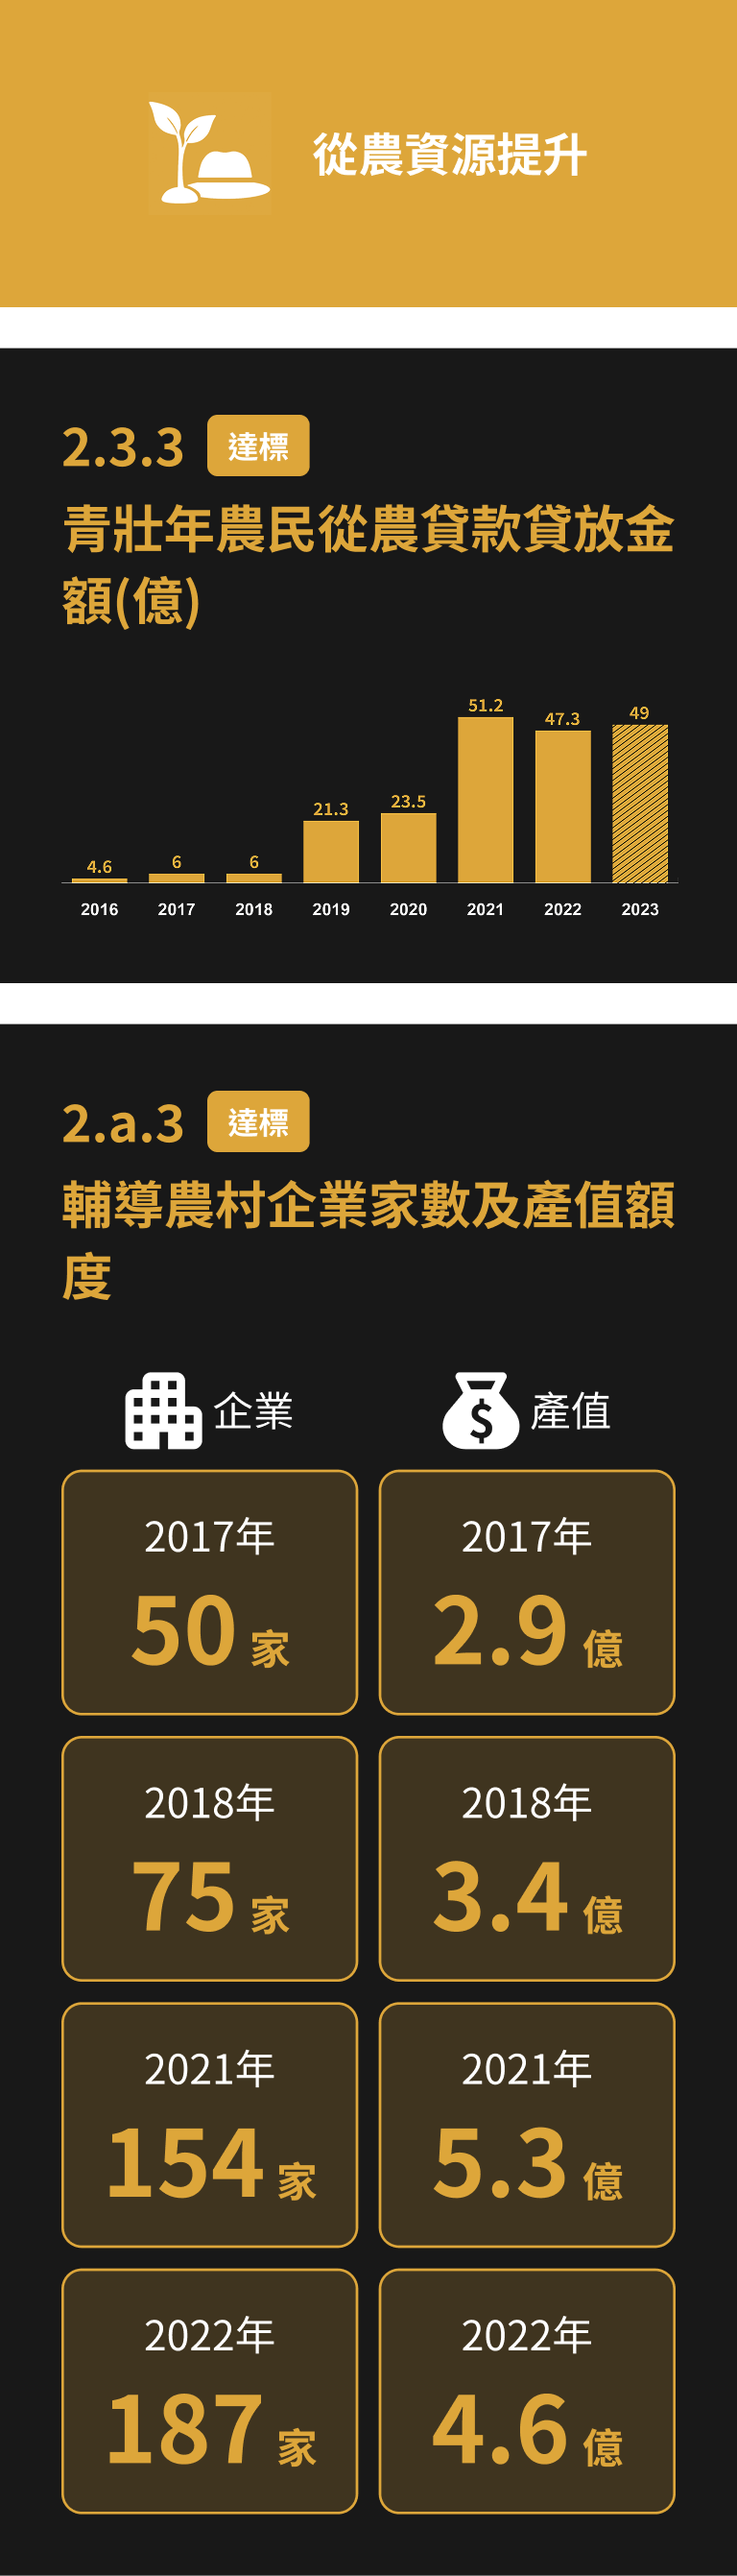 從農資源提升
2.3.3 達標
青壯年農民從農貸款貸放金
額(億)
51.2 47.3 49
21.3 23.5
4.6 6 6
2016 2017 2018 2019 2020 2021 2022 2023
2.a.3 達標
輔導農村企業家數及產值額
度
企業 $ 產值
2017年 2017年
50 家 2.9 億
2018年 2018年
75 家 3.4 億
2021年 2021年
154 家 5.3 億
2022年 2022年
187 家 4.6 億